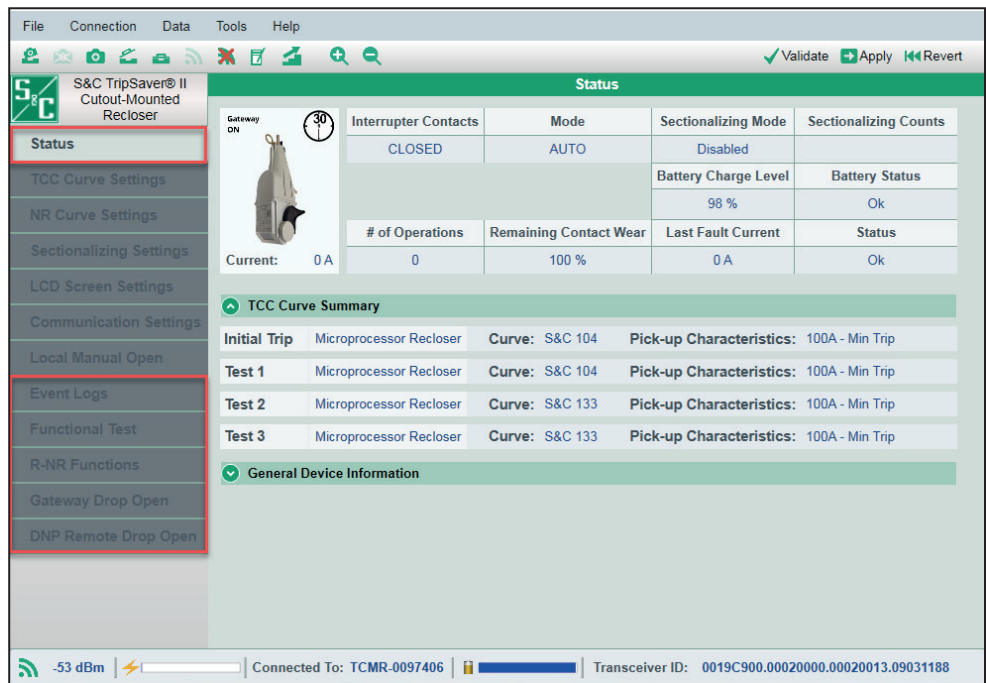 File Connection Data Tools Help
Validate Apply Revert
S&C
S&C TripSaver® II
Cutout-Mounted
Recloser
Status
TCC Curve Settings
NR Curve Settings
Sectionalizing Settings
LCD Screen Settings
Communication Settings
Local Manual Open
Event Logs
Functional Test
R-NR Functions
Gateway Drop Open
DNP Remote Drop Open
Status
Gateway
ON
30
Current: 0 A
Interrupter Contacts Mode Sectionalizing Mode Sectionalizing Counts
CLOSED AUTO Disabled
Battery Charge Level Battery Status
98 % Ok
# of Operations Remaining Contact Wear Last Fault Current Status
0 100 % 0 A Ok
TCC Curve Summary
Initial Trip Microprocessor Recloser Curve: S&C 104 Pick-up Characteristics: 100A - Min Trip
Test 1 Microprocessor Recloser Curve: S&C 104 Pick-up Characteristics: 100A - Min Trip
Test 2 Microprocessor Recloser Curve: S&C 133 Pick-up Characteristics: 100A - Min Trip
Test 3 Microprocessor Recloser Curve: S&C 133 Pick-up Characteristics: 100A - Min Trip
General Device Information
-53 dBm Connected To: TCMR-0097406 Transceiver ID: 0019C900.00020000.00020013.09031188